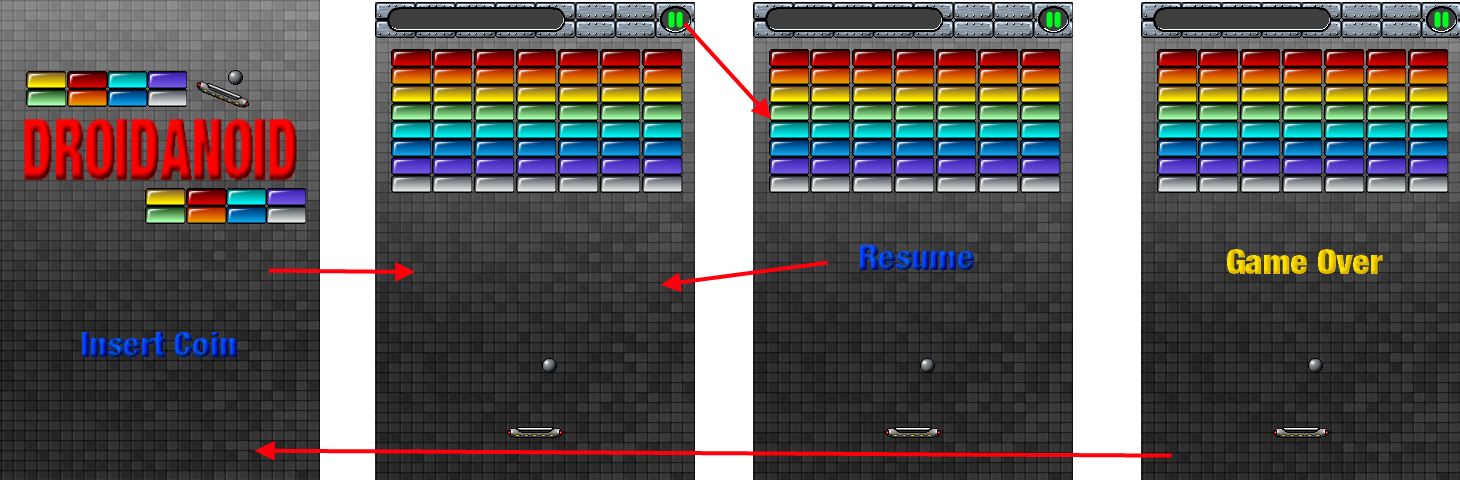 DROIDANOID
Insert Coin
Resume
Game Over